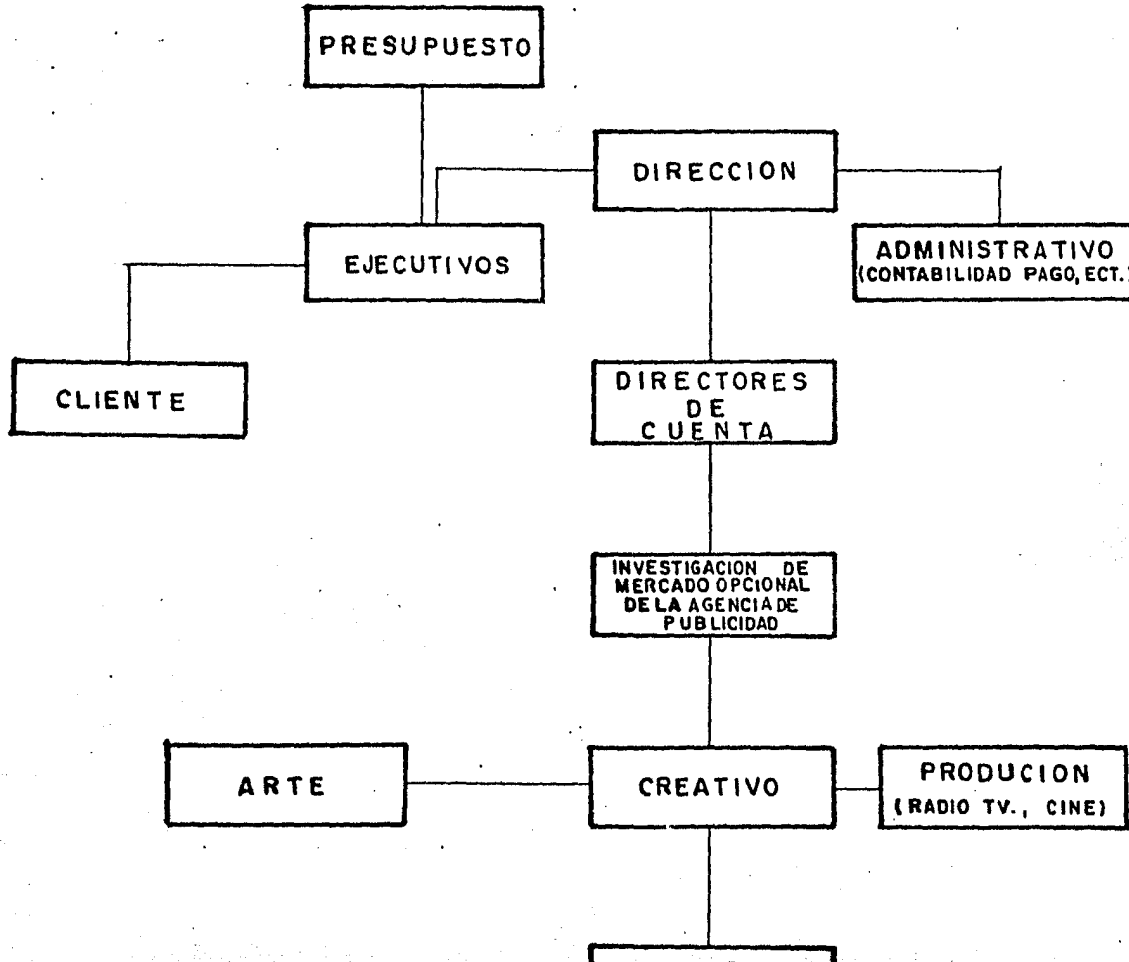 PRESUPUESTO
DIRECCION
EJECUTIVOS
ADMINISTRATIVO
(CONTABILIDAD PAGO, ECT.)
CLIENTE
DIRECTORES
DE
CUENTA
INVESTIGACION DE
MERCADO OPCIONAL
DE LA AGENCIA DE
PUBLICIDAD
ARTE
CREATIVO
PRODUCION
(RADIO TV., CINE)